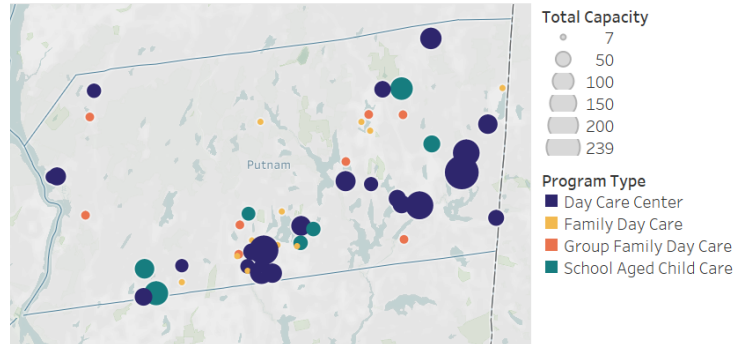 Total Capacity
7
50
100
150
200
239
Putnam
Program Type
Day Care Center
Family Day Care
Group Family Day Care
School Aged Child Care